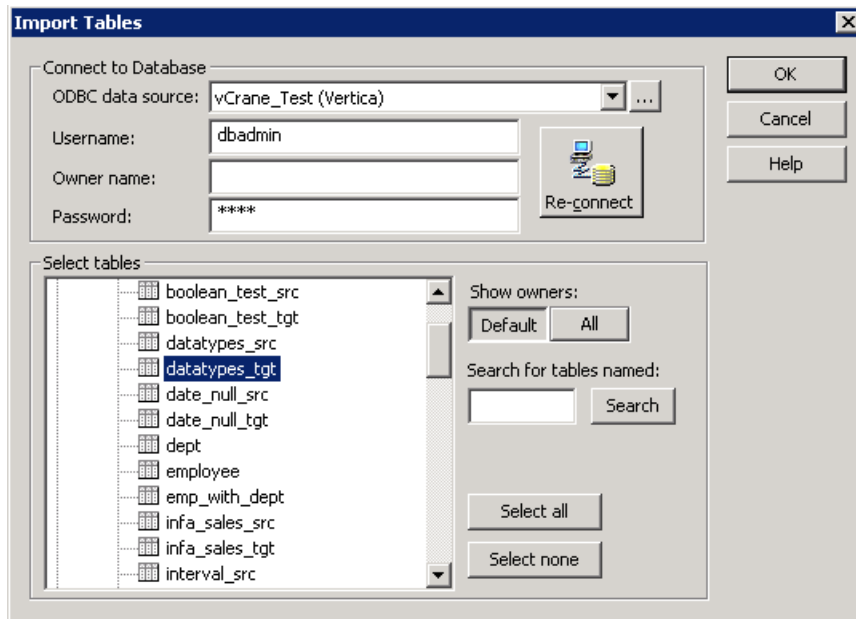 Import Tables
Connect to Database
ODBC data source: vCrane_Test (Vertica) ...
Username: dbadmin
Owner name:
Password: ****
Re-connect
OK
Cancel
Help
Select tables
boolean_test_src
boolean_test_tgt
datatypes_src
datatypes_tgt
date_null_src
date_null_tgt
dept
employee
emp_with_dept
infa_sales_src
infa_sales_tgt
interval_src
Show owners:
Default All
Search for tables named:
Search
Select all
Select none